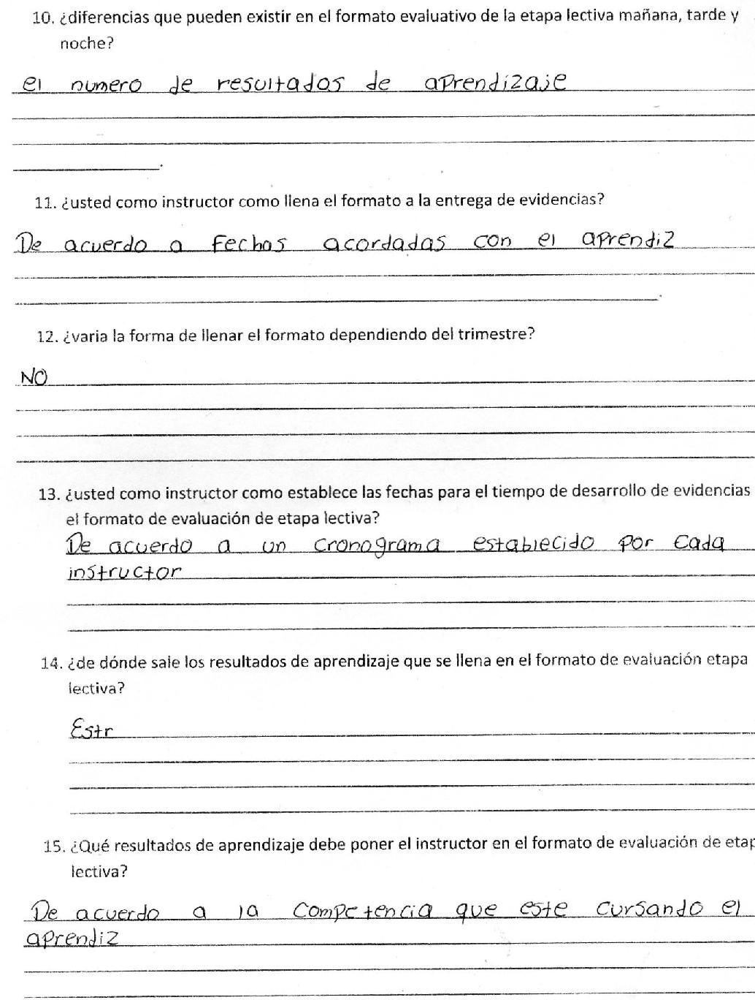 10. ¿diferencias que pueden existir en el formato evaluativo de la etapa lectiva mañana, tarde y
noche?
el numero de resultados de aprendizaje
.
11. ¿usted como instructor como llena el formato a la entrega de evidencias?
De acuerdo a fechas acordadas con el aprendiz
.
12. ¿varia la forma de llenar el formato dependiendo del trimestre?
NO
13. ¿usted como instructor como establece las fechas para el tiempo de desarrollo de evidencias
el formato de evaluación de etapa lectiva?
De acuerdo a un cronograma establecido por cada
instructor
14. ¿de dónde sale los resultados de aprendizaje que se llena en el formato de evaluación etapa
lectiva?
Estr
15. ¿Qué resultados de aprendizaje debe poner el instructor en el formato de evaluación de etap
lectiva?
De acuerdo a la competencia que este cursando el
aprendiz